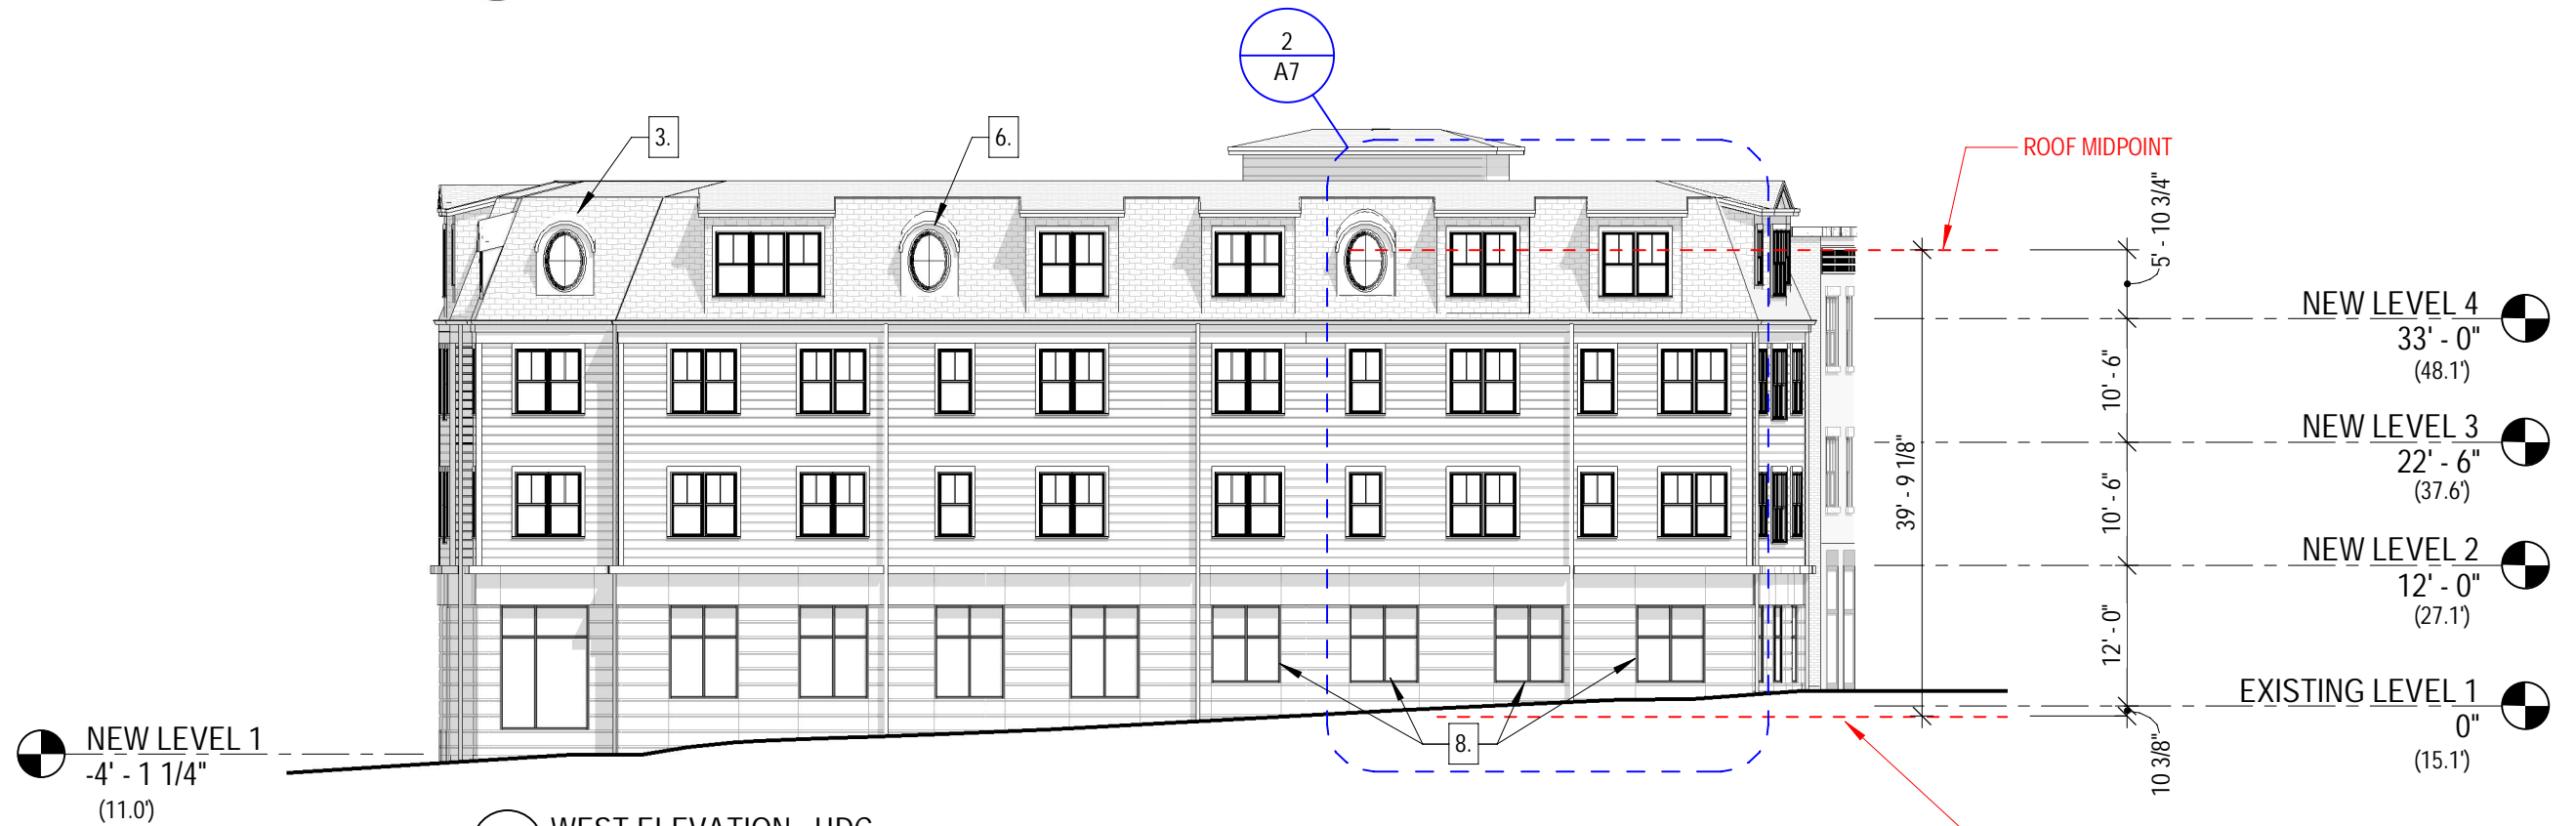 2
A7
3.
6.
ROOF MIDPOINT
5' - 10 3/4"
NEW LEVEL 4
33' - 0"
(48.1')
10' - 6"
NEW LEVEL 3
22' - 6"
(37.6')
39' - 9 1/8"
10' - 6"
NEW LEVEL 2
12' - 0"
(27.1')
12' - 0"
EXISTING LEVEL 1
0"
(15.1')
10 3/8"
8.
NEW LEVEL 1
-4' - 1 1/4"
(11.0')
WEST ELEVATION - HDC